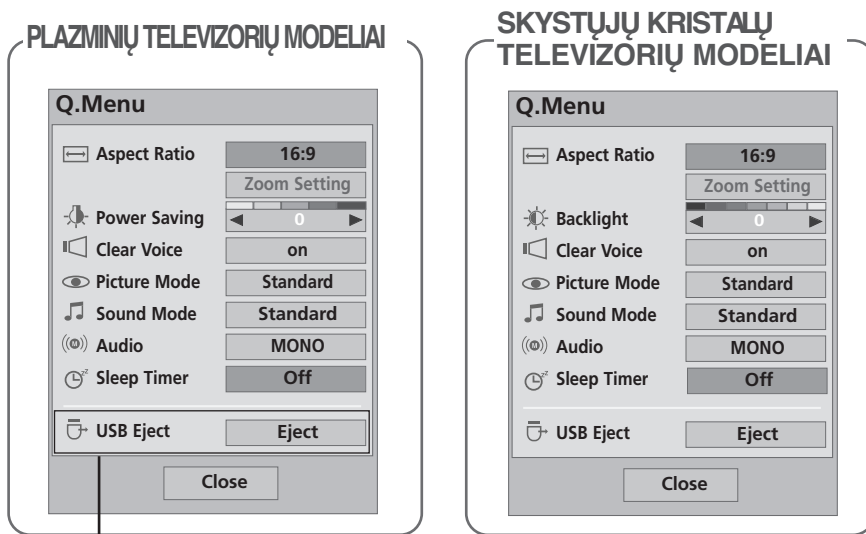 PLAZMINIŲ TELEVIZORIŲ MODELIAI
Q.Menu
Aspect Ratio 16:9
Zoom Setting
Power Saving 0
Clear Voice on
Picture Mode Standard
Sound Mode Standard
Audio MONO
Sleep Timer Off
USB Eject Eject
Close
SKYSTŲJŲ KRISTALŲ
TELEVIZORIŲ MODELIAI
Q.Menu
Aspect Ratio 16:9
Zoom Setting
Backlight 0
Clear Voice on
Picture Mode Standard
Sound Mode Standard
Audio MONO
Sleep Timer Off
USB Eject Eject
Close